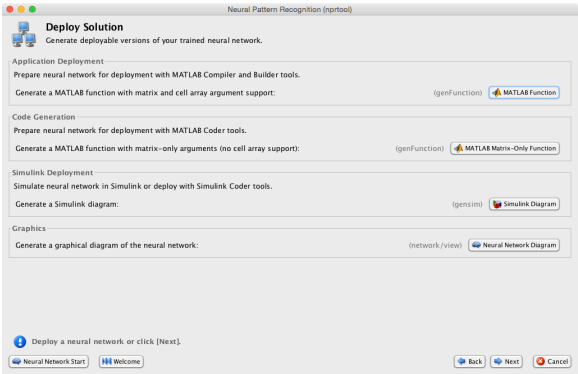 Neural Pattern Recognition (nprtool)
Deploy Solution
Generate deployable versions of your trained neural network.
Application Deployment
Prepare neural network for deployment with MATLAB Compiler and Builder tools.
Generate a MATLAB function with matrix and cell array argument support: (genFunction) MATLAB Function
Code Generation
Prepare neural network for deployment with MATLAB Coder tools.
Generate a MATLAB function with matrix-only arguments (no cell array support): (genFunction) MATLAB Matrix-Only Function
Simulink Deployment
Simulate neural network in Simulink or deploy with Simulink Coder tools.
Generate a Simulink diagram: (gensim) Simulink Diagram
Graphics
Generate a graphical diagram of the neural network: (network/view) Neural Network Diagram
Deploy a neural network or click [Next].
Neural Network Start Welcome Back Next Cancel